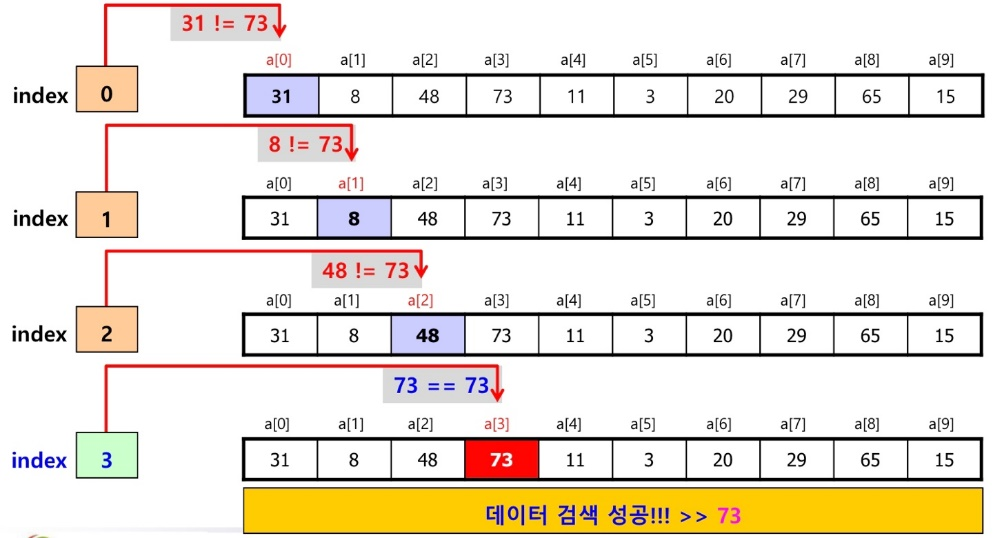 31 != 73
a[0] a[1] a[2] a[3] a[4] a[5] a[6] a[7] a[8] a[9]
index 0 31 8 48 73 11 3 20 29 65 15
8 != 73
a[0] a[1] a[2] a[3] a[4] a[5] a[6] a[7] a[8] a[9]
index 1 31 8 48 73 11 3 20 29 65 15
48 != 73
a[0] a[1] a[2] a[3] a[4] a[5] a[6] a[7] a[8] a[9]
index 2 31 8 48 73 11 3 20 29 65 15
73 == 73
a[0] a[1] a[2] a[3] a[4] a[5] a[6] a[7] a[8] a[9]
index 3 31 8 48 73 11 3 20 29 65 15
데이터 검색 성공!!! >> 73